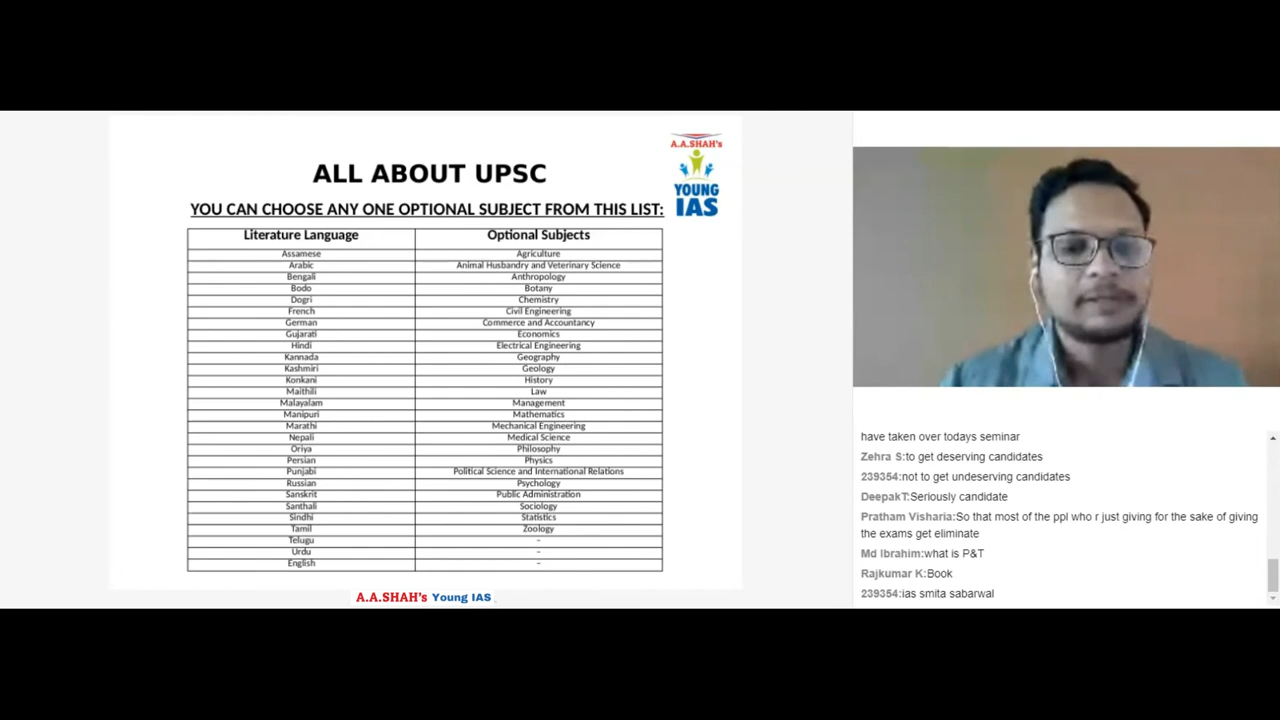 A.A.SHAH's
YOUNG
IAS
ALL ABOUT UPSC
YOU CAN CHOOSE ANY ONE OPTIONAL SUBJECT FROM THIS LIST:
Literature Language Optional Subjects
Assamese Agriculture
Arabic Animal Husbandry and Veterinary Science
Bengali Anthropology
Bodo Botany
Dogri Chemistry
French Civil Engineering
German Commerce and Accountancy
Gujarati Economics
Hindi Electrical Engineering
Kannada Geography
Kashmiri Geology
Konkani History
Maithili Law
Malayalam Management
Manipuri Mathematics
Marathi Mechanical Engineering
Nepali Medical Science
Oriya Philosophy
Persian Physics
Punjabi Political Science and International Relations
Russian Psychology
Sanskrit Public Administration
Santhali Sociology
Sindhi Statistics
Tamil Zoology
Telugu –
Urdu –
English –
A.A.SHAH's Young IAS
have taken over todays seminar
Zehra S:to get deserving candidates
239354:not to get undeserving candidates
DeepakT:Seriously candidate
Pratham Visharia:So that most of the ppl who r just giving for the sake of giving
the exams get eliminate
Md Ibrahim:what is P&T
Rajkumar K:Book
239354:ias smita sabarwal